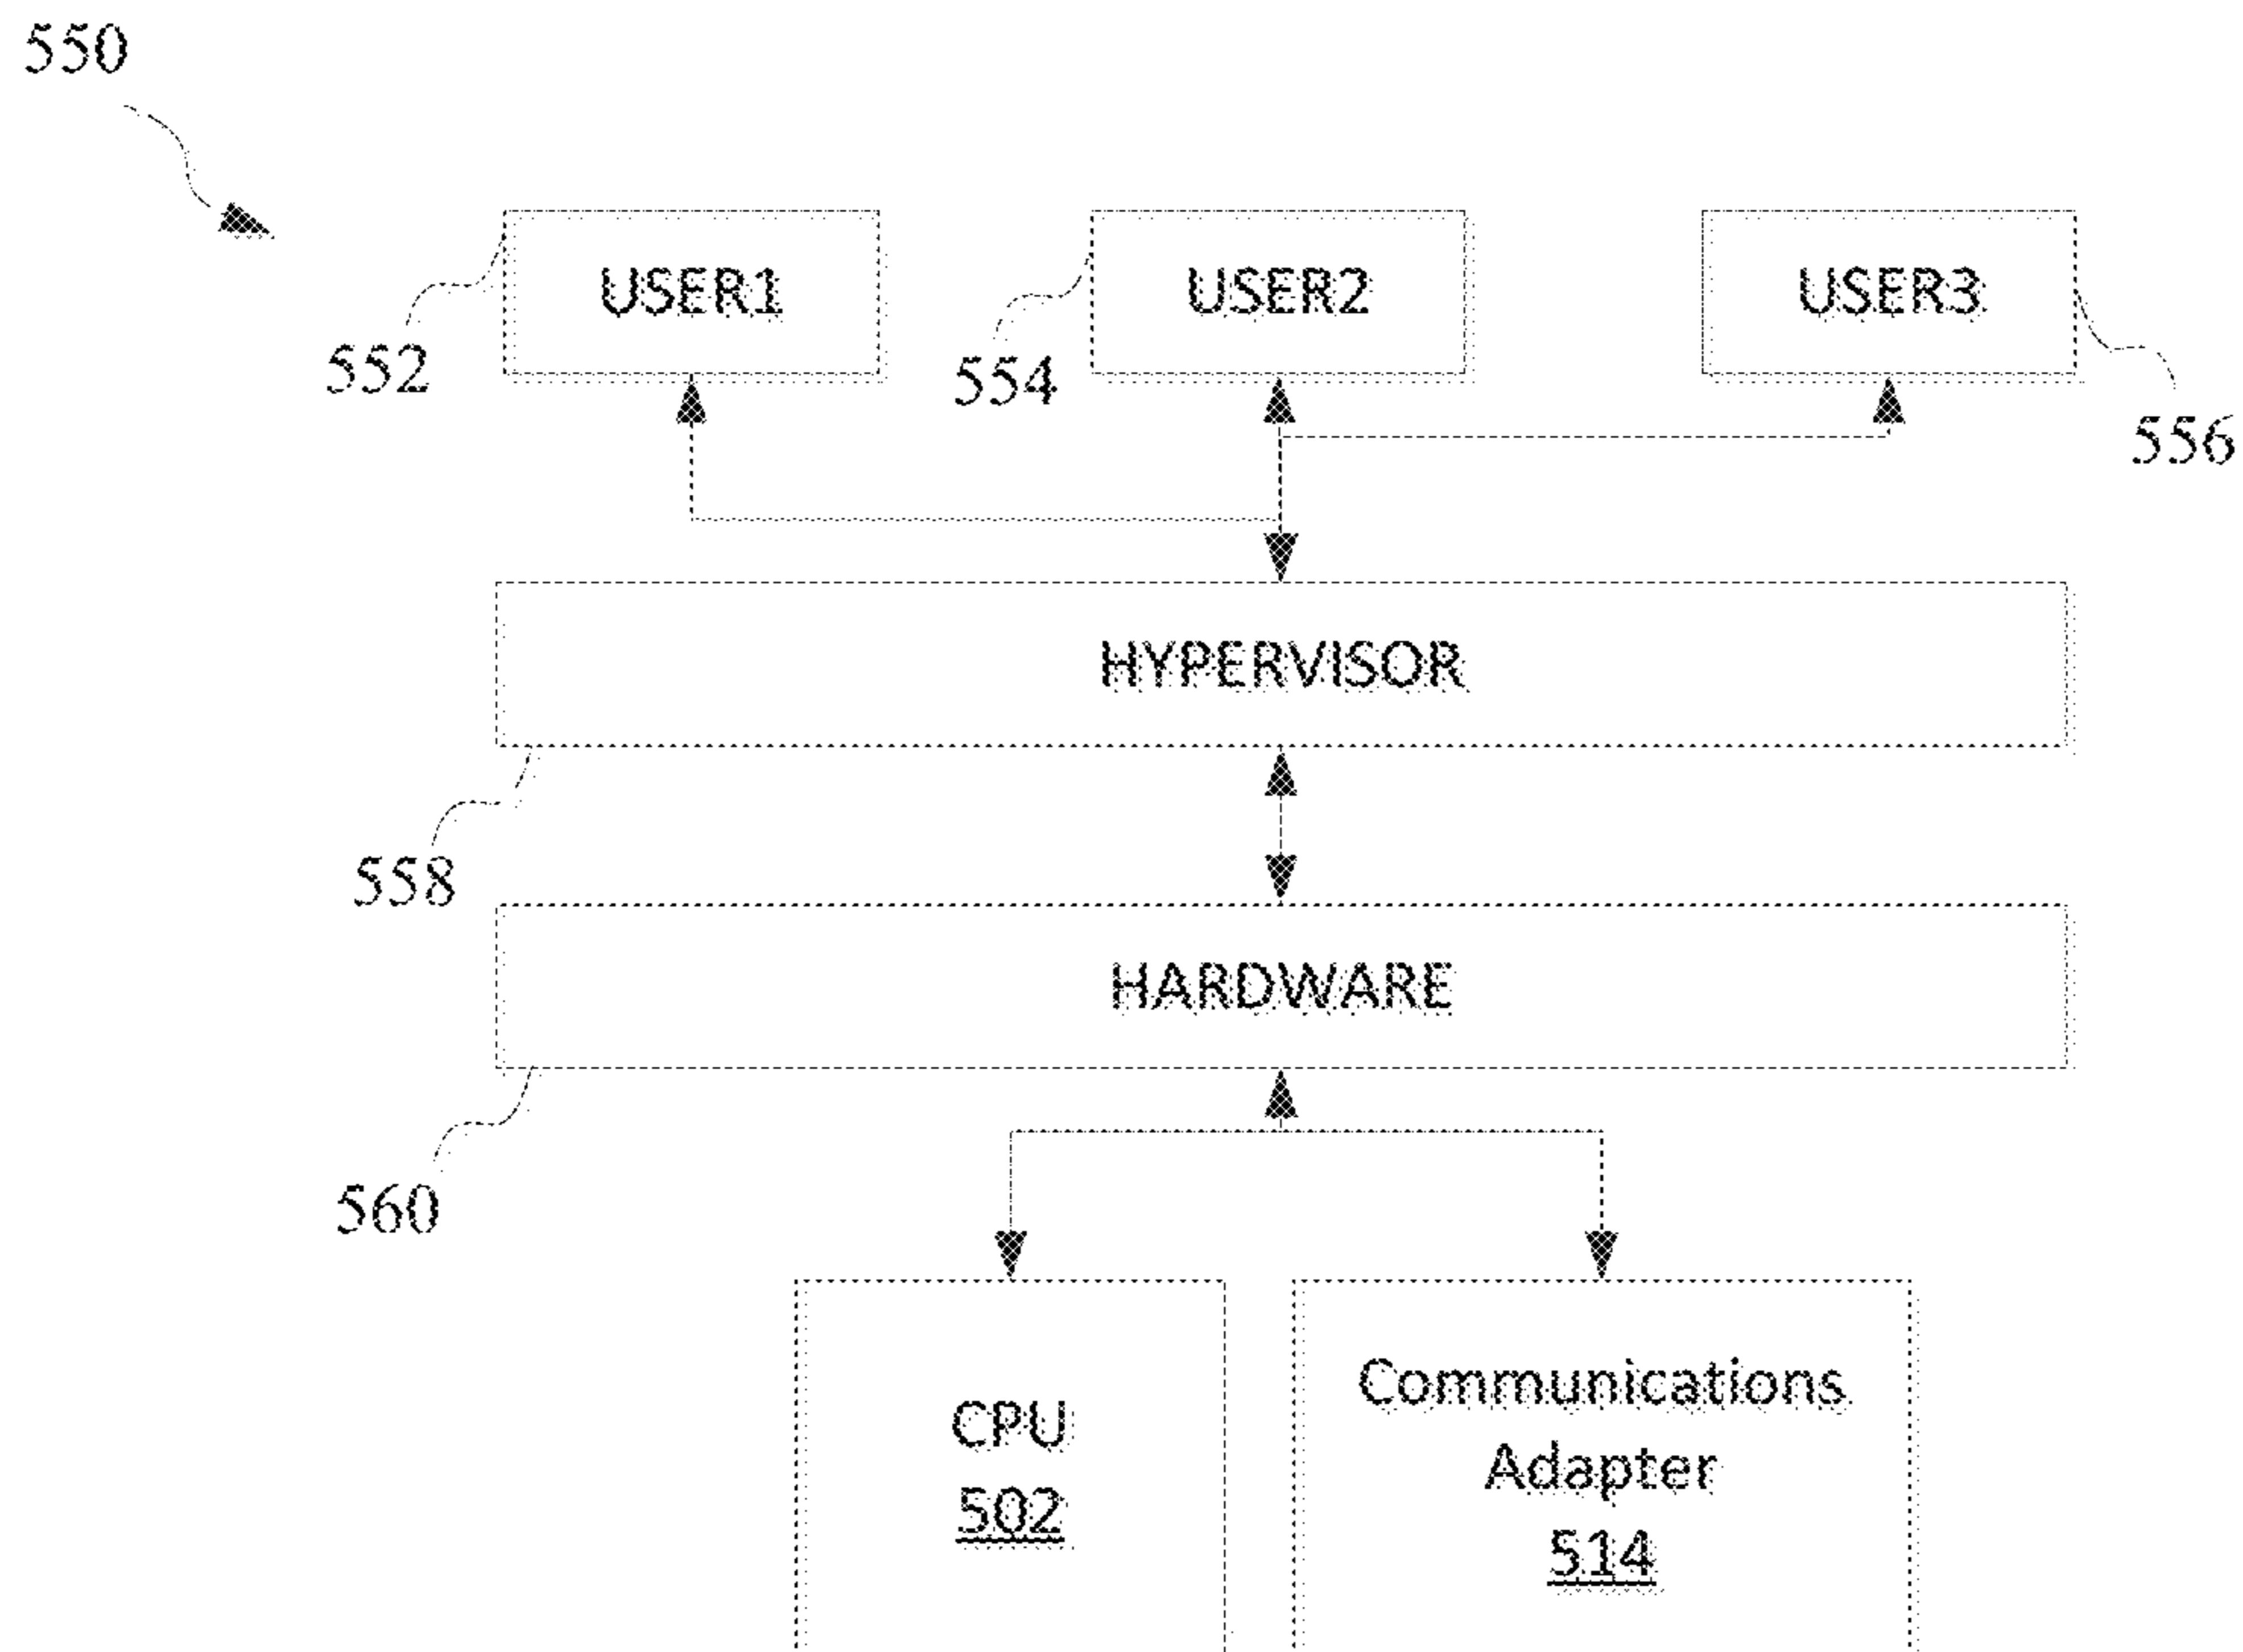 550
USER1
USER2
USER3
552
554
556
HYPERVISOR
558
HARDWARE
560
CPU
502
Communications
Adapter
514